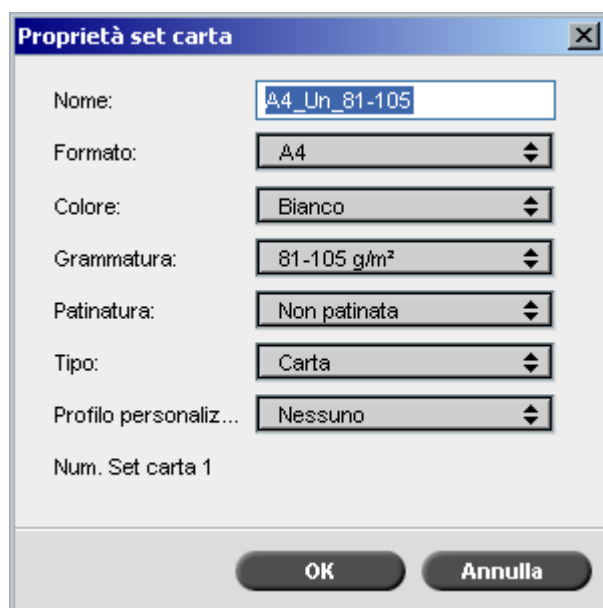 Proprietà set carta
Nome: A4_Un_81-105
Formato: A4
Colore: Bianco
Grammatura: 81-105 g/m²
Patinatura: Non patinata
Tipo: Carta
Profilo personaliz... Nessuno
Num. Set carta 1
OK Annulla